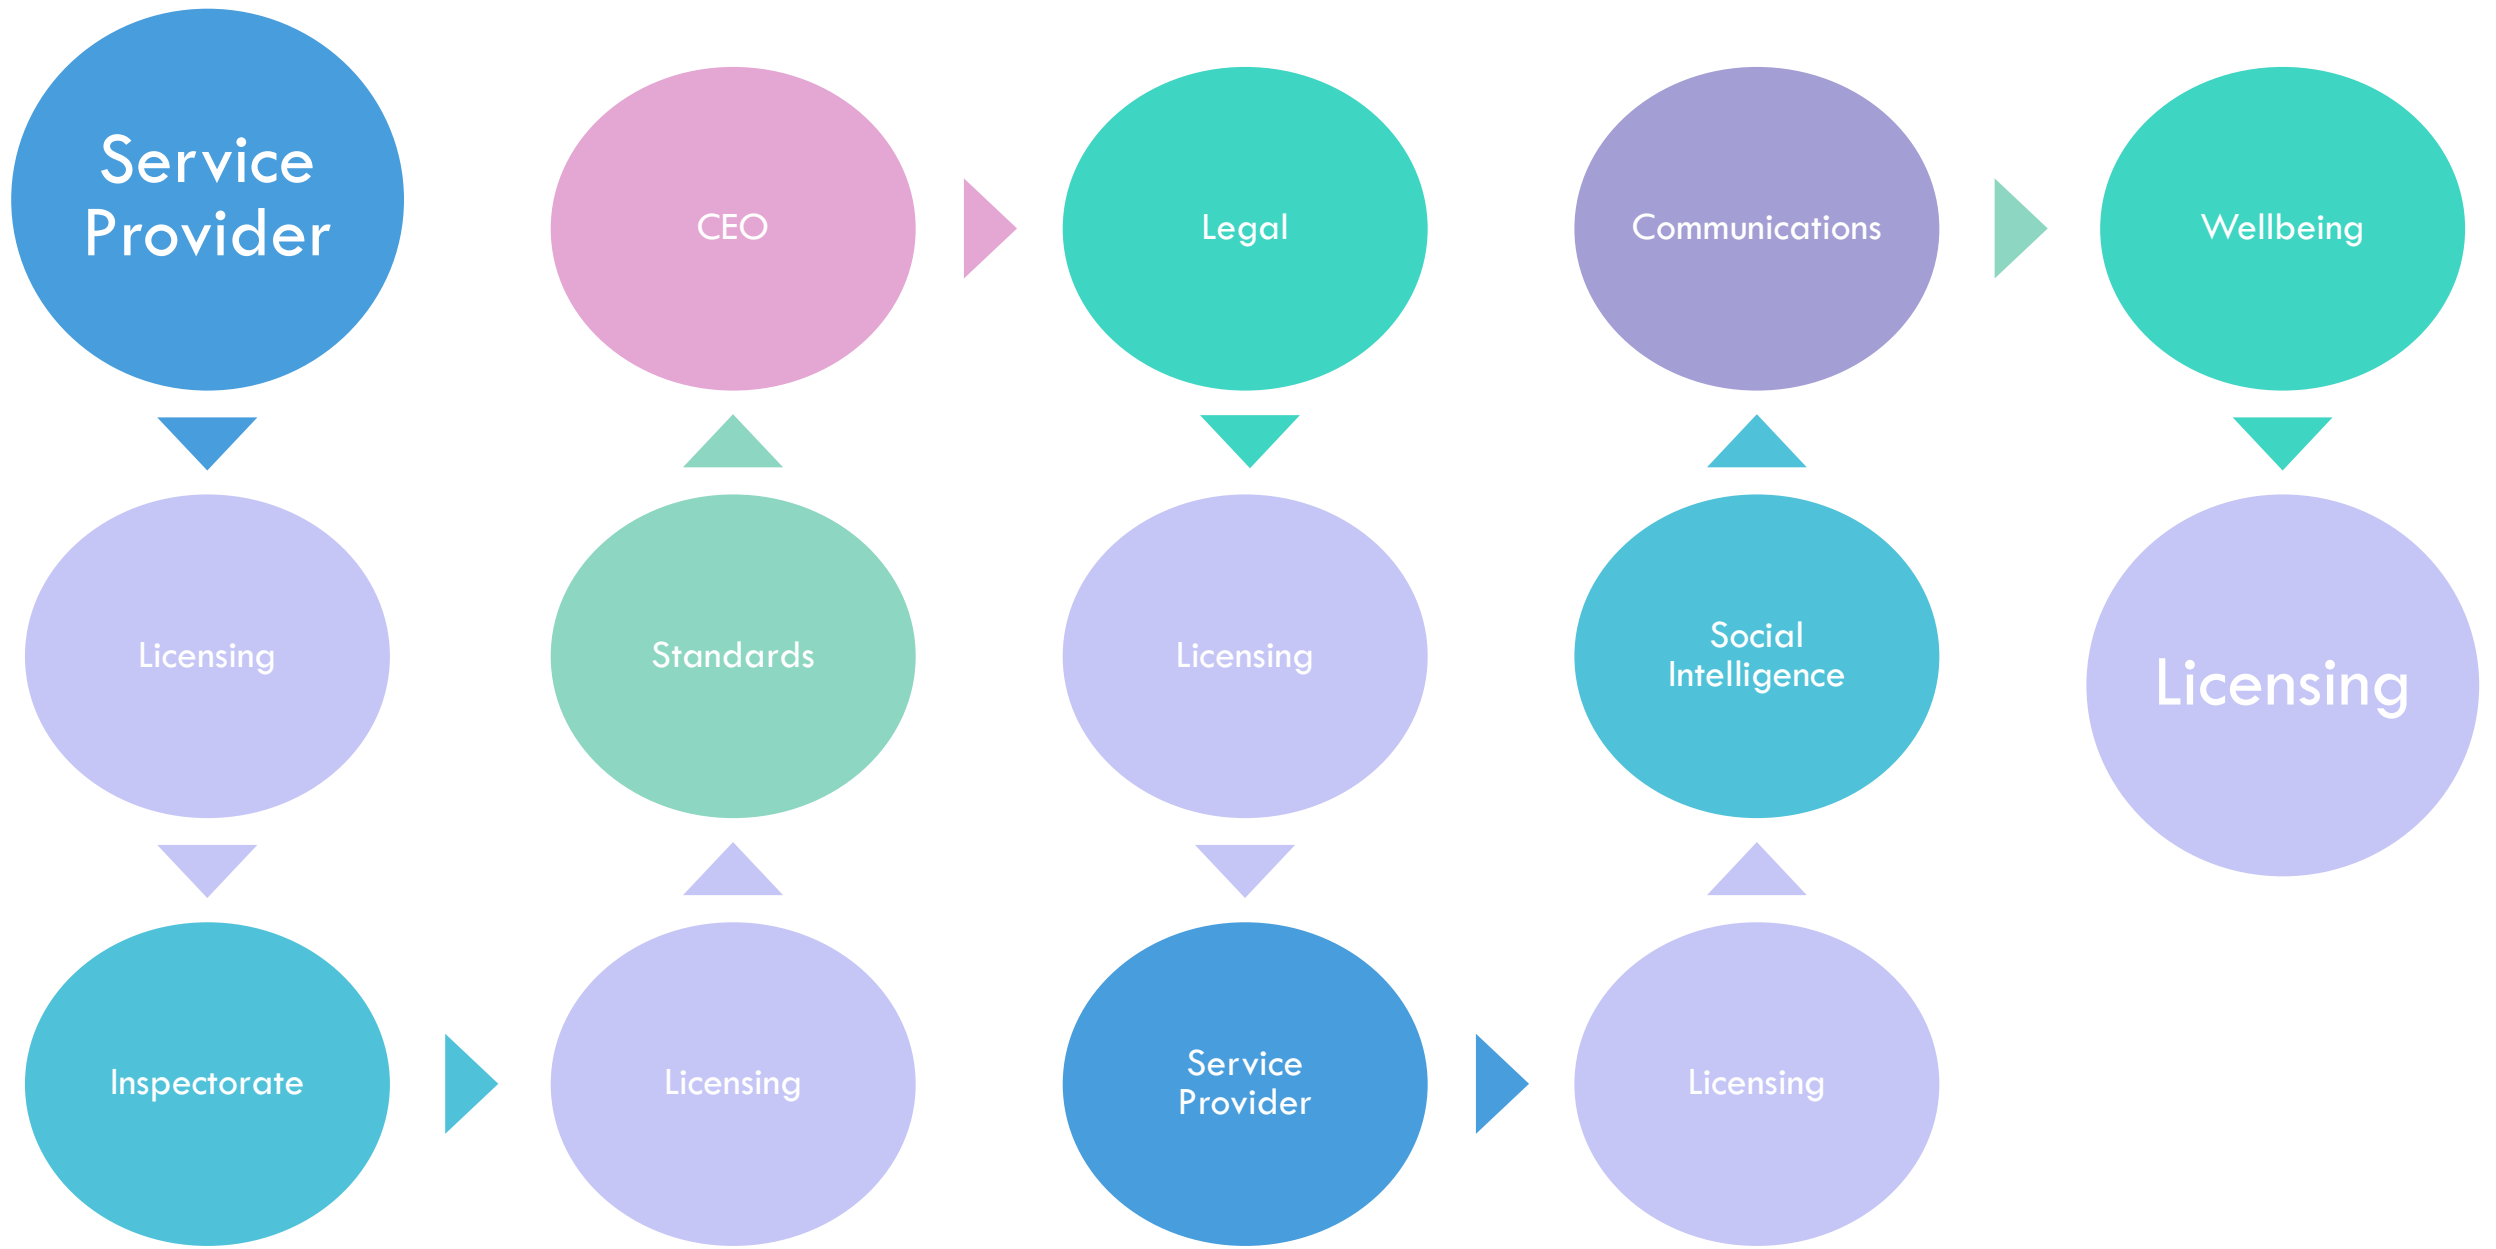 Service
Provider
Licensing
Inspectorate
Licensing
Standards
CEO
Legal
Licensing
Service
Provider
Licensing
Social
Intelligence
Communications
Wellbeing
Licensing